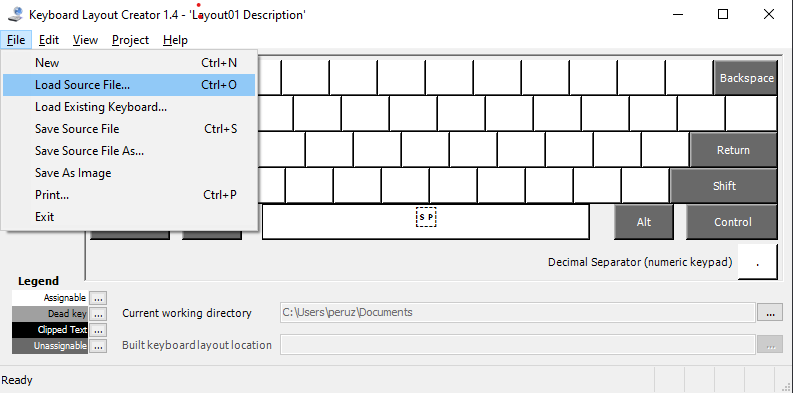 Keyboard Layout Creator 1.4 - 'Layout01 Description'
File Edit View Project Help
New Ctrl+N
Load Source File... Ctrl+O
Load Existing Keyboard...
Save Source File Ctrl+S
Save Source File As...
Save As Image
Print... Ctrl+P
Exit
Backspace
Return
Shift
S P
Alt
Control
Decimal Separator (numeric keypad) .
Legend
Assignable ...
Dead key ...
Clipped Text ...
Unassignable ...
Current working directory C:\Users\peruz\Documents ...
Built keyboard layout location ...
Ready